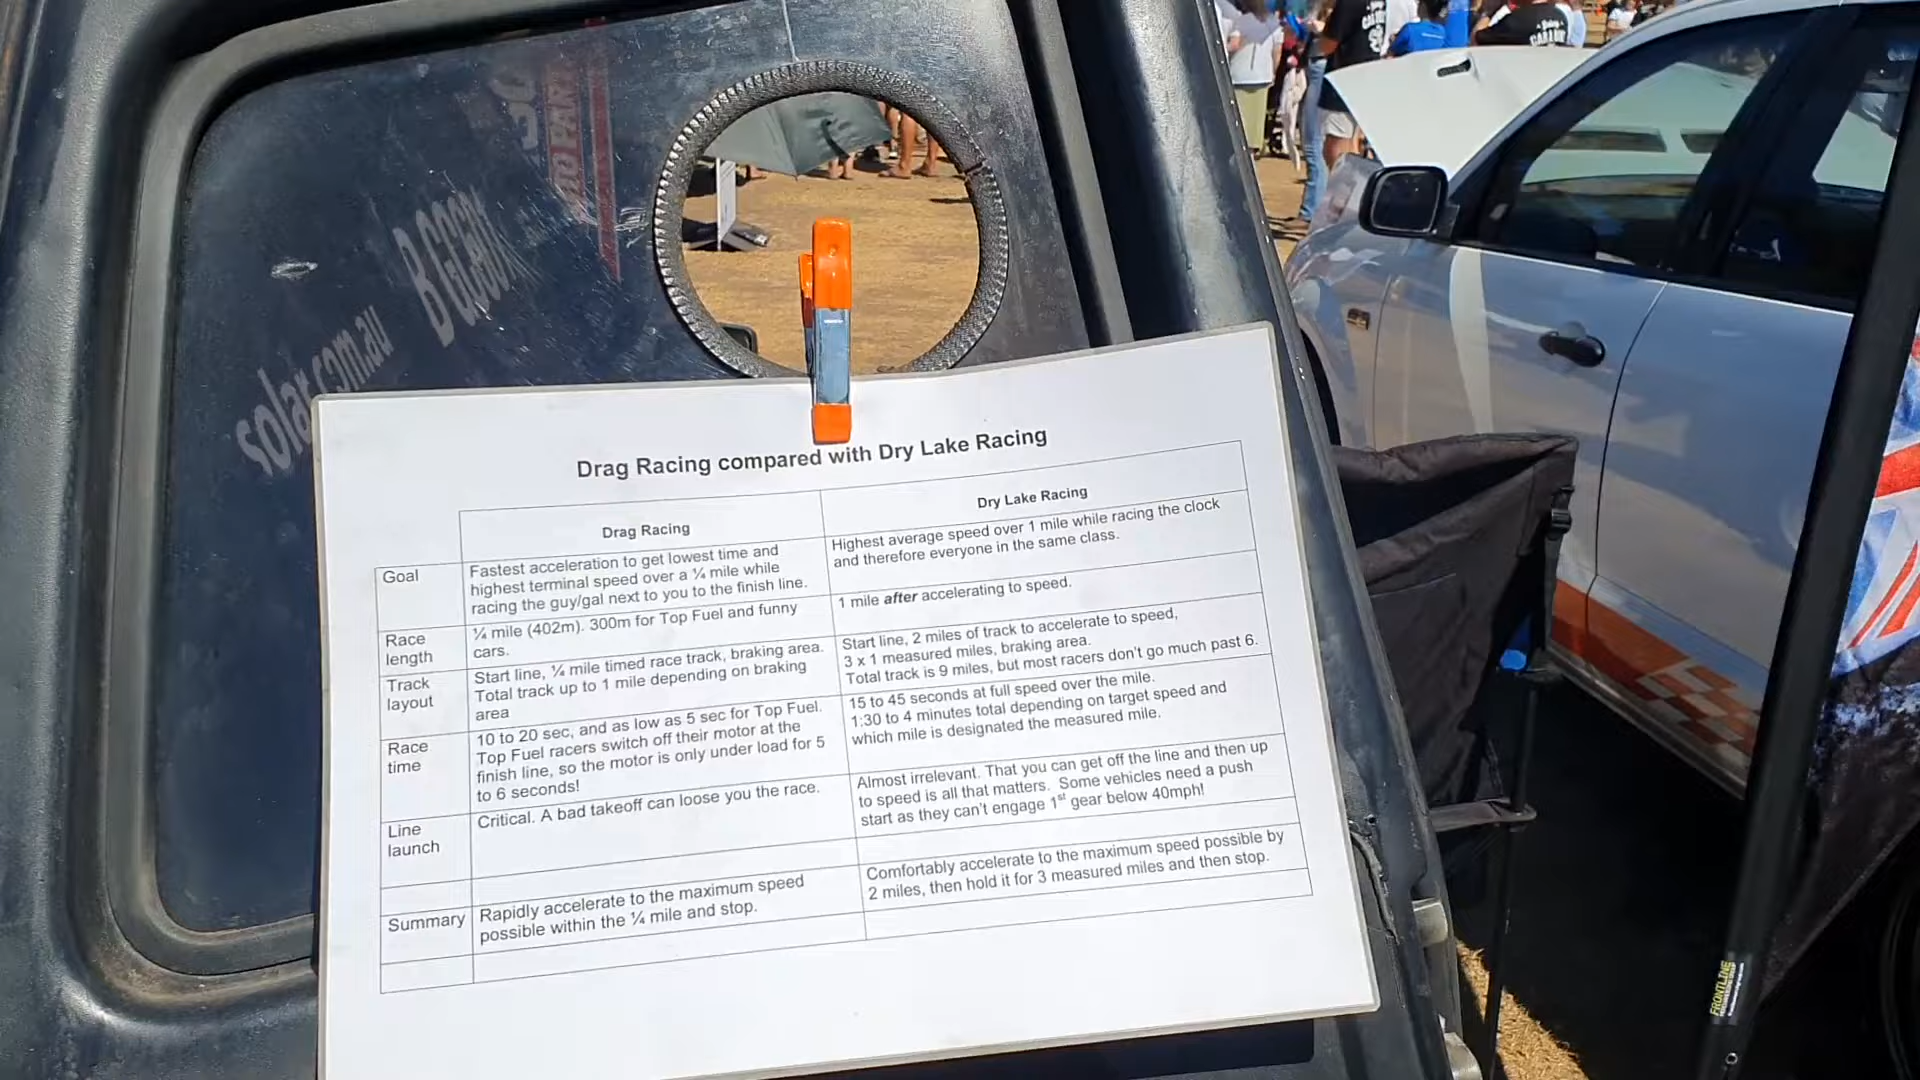 solar.com.au
Drag Racing compared with Dry Lake Racing
Drag Racing
Dry Lake Racing
Goal
Fastest acceleration to get lowest time and
highest terminal speed over a ¼ mile while
racing the guy/gal next to you to the finish line.
Highest average speed over 1 mile while racing the clock
and therefore everyone in the same class.
Race
length
¼ mile (402m). 300m for Top Fuel and funny
cars.
1 mile after accelerating to speed.
Track
layout
Start line, ¼ mile timed race track, braking area.
Total track up to 1 mile depending on braking
area
Start line, 2 miles of track to accelerate to speed,
3 x 1 measured miles, braking area.
Total track is 9 miles, but most racers don't go much past 6.
Race
time
10 to 20 sec, and as low as 5 sec for Top Fuel.
Top Fuel racers switch off their motor at the
finish line, so the motor is only under load for 5
to 6 seconds!
15 to 45 seconds at full speed over the mile.
1:30 to 4 minutes total depending on target speed and
which mile is designated the measured mile.
Line
launch
Critical. A bad takeoff can loose you the race.
Almost irrelevant. That you can get off the line and then up
to speed is all that matters. Some vehicles need a push
start as they can't engage 1st gear below 40mph!
Summary
Rapidly accelerate to the maximum speed
possible within the ¼ mile and stop.
Comfortably accelerate to the maximum speed possible by
2 miles, then hold it for 3 measured miles and then stop.
FRONTLINE